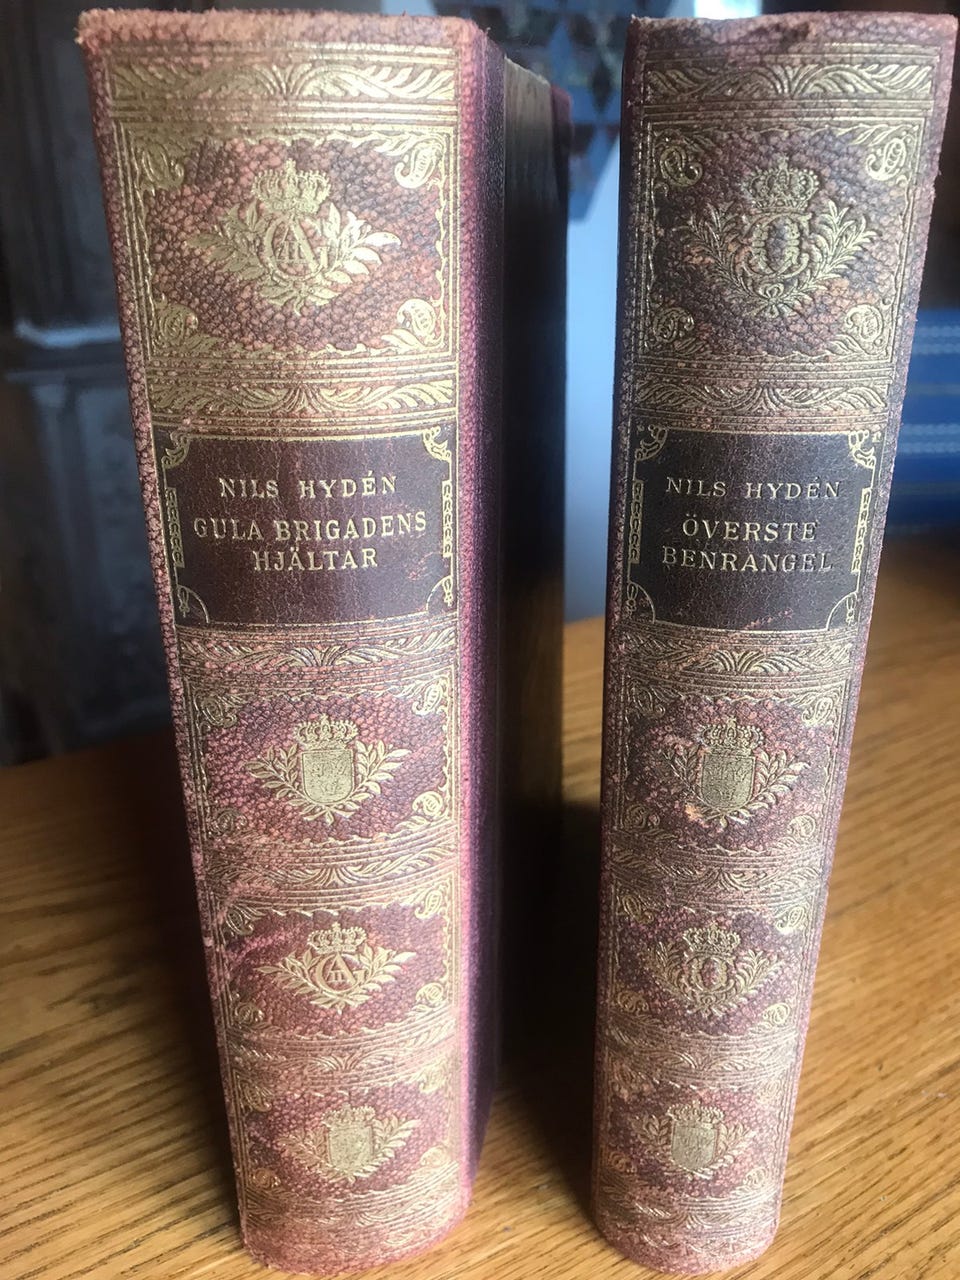 NILS HYDÉN
GULA BRIGADENS
HJÄLTAR
NILS HYDÉN
ÖVERSTE
BENRANGEL